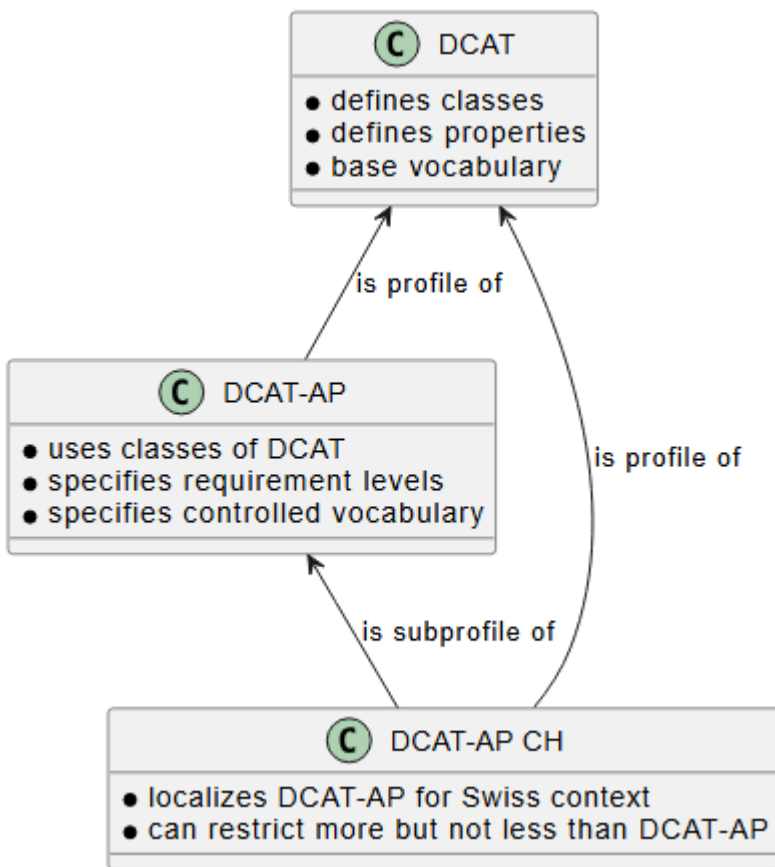 C DCAT
● defines classes
● defines properties
● base vocabulary
is profile of
C DCAT-AP
● uses classes of DCAT
● specifies requirement levels
● specifies controlled vocabulary
is profile of
is subprofile of
C DCAT-AP CH
● localizes DCAT-AP for Swiss context
● can restrict more but not less than DCAT-AP